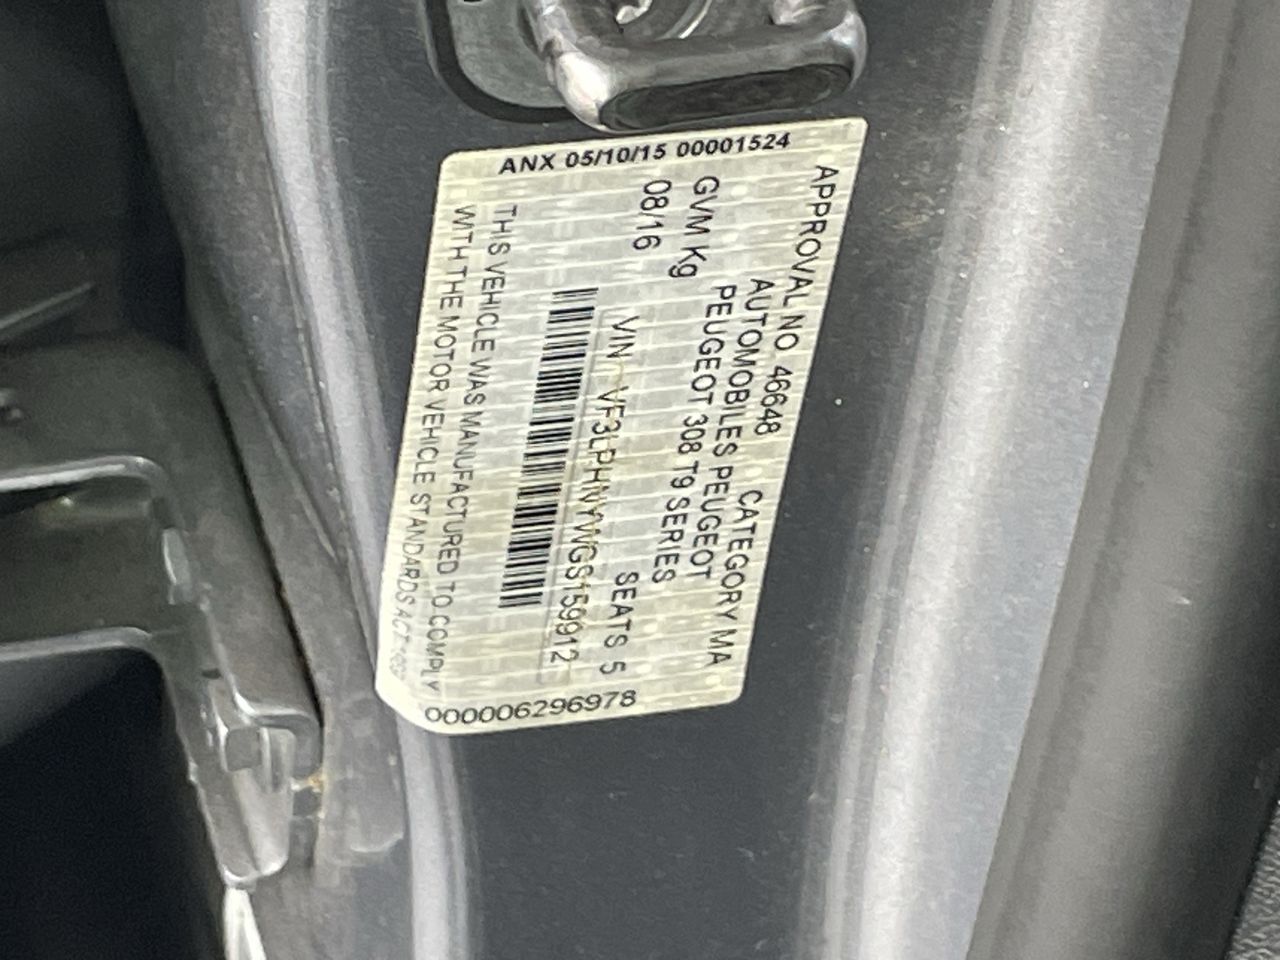 ANX 05/10/15 00001524
APPROVAL NO 46648 CATEGORY MA
AUTOMOBILES PEUGEOT
PEUGEOT 308 T9 SERIES
GVM Kg SEATS 5
08/16 VIN VF3LPHNYWGS159912
THIS VEHICLE WAS MANUFACTURED TO COMPLY
WITH THE MOTOR VEHICLE STANDARDS ACT
000006296978